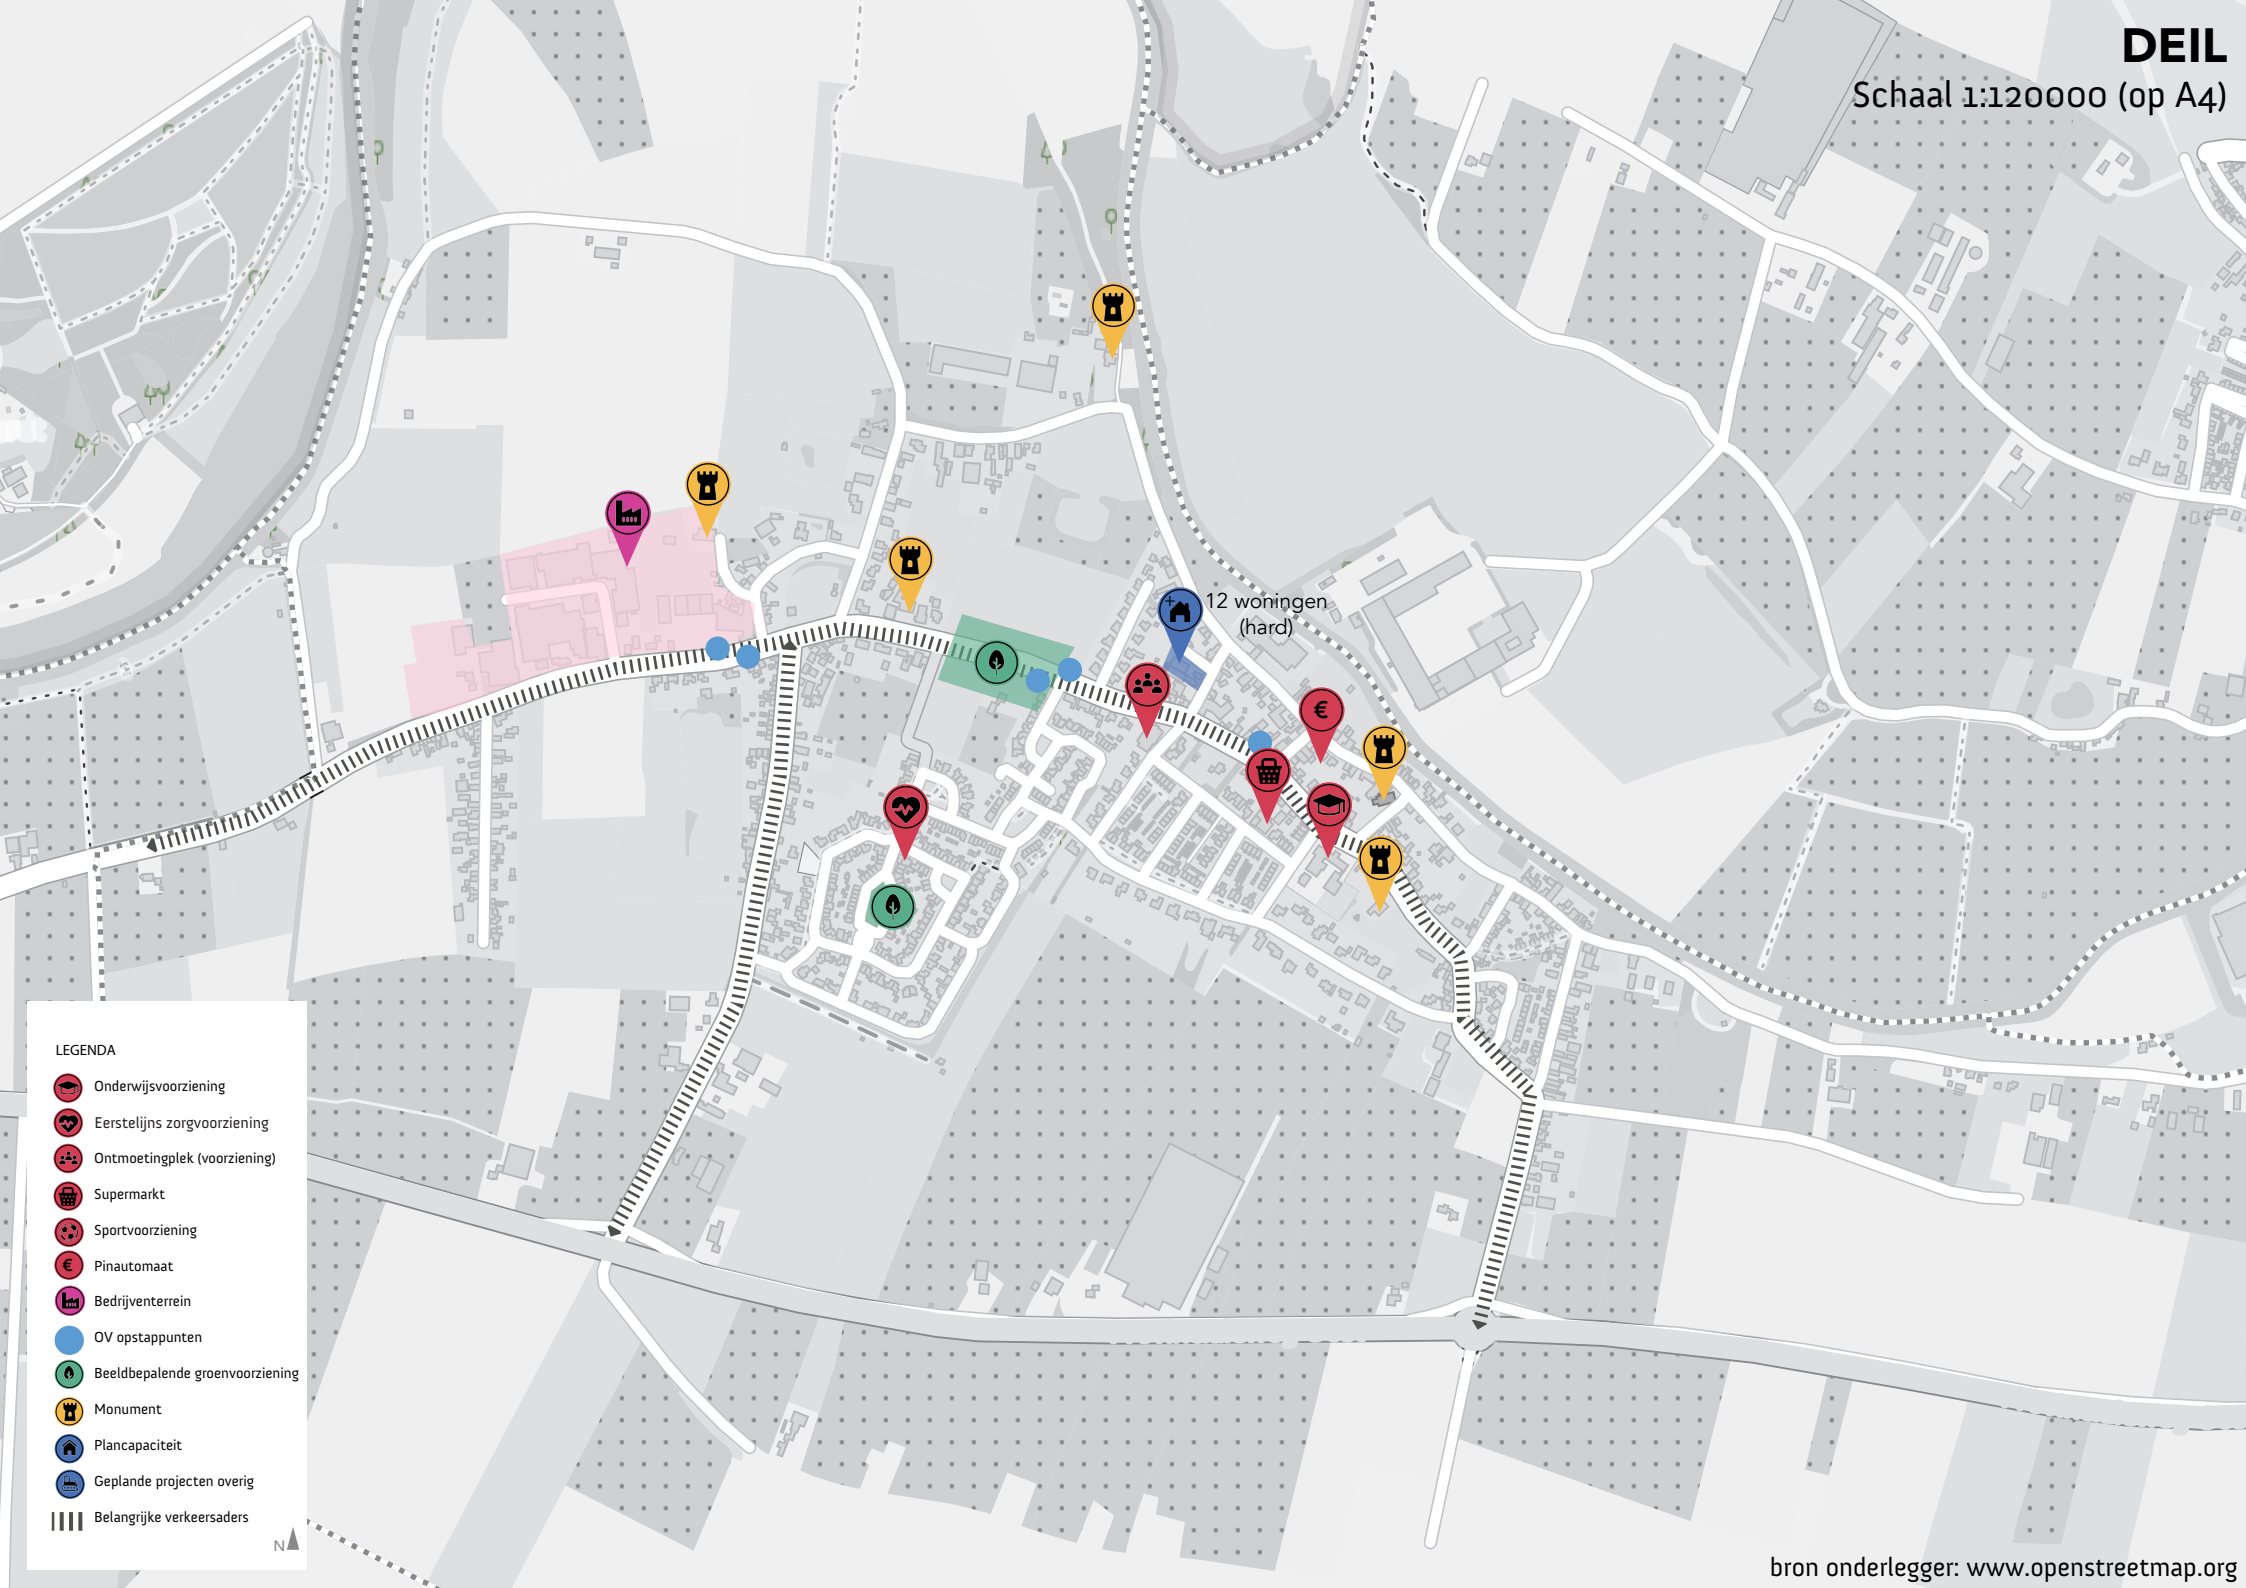 DEIL
Schaal 1:120000 (op A4)
12 woningen
(hard)
€
LEGENDA
Onderwijsvoorziening
Eerstelijns zorgvoorziening
Ontmoetingplek (voorziening)
Supermarkt
Sportvoorziening
€ Pinautomaat
Bedrijventerrein
OV opstappunten
Beeldbepalende groenvoorziening
Monument
Plancapaciteit
Geplande projecten overig
Belangrijke verkeersaders
N
bron onderlegger: www.openstreetmap.org